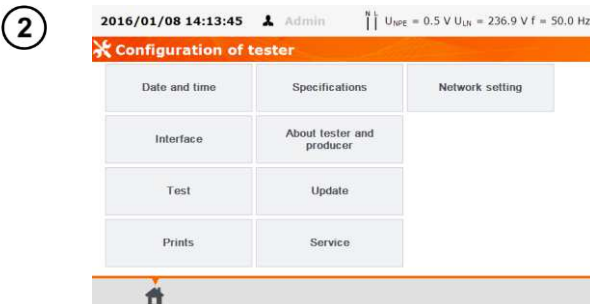 2
2016/01/08 14:13:45 Admin N L UNPE = 0.5 V ULN = 236.9 V f = 50.0 Hz
Configuration of tester
Date and time Specifications Network setting
Interface About tester and
producer
Test Update
Prints Service